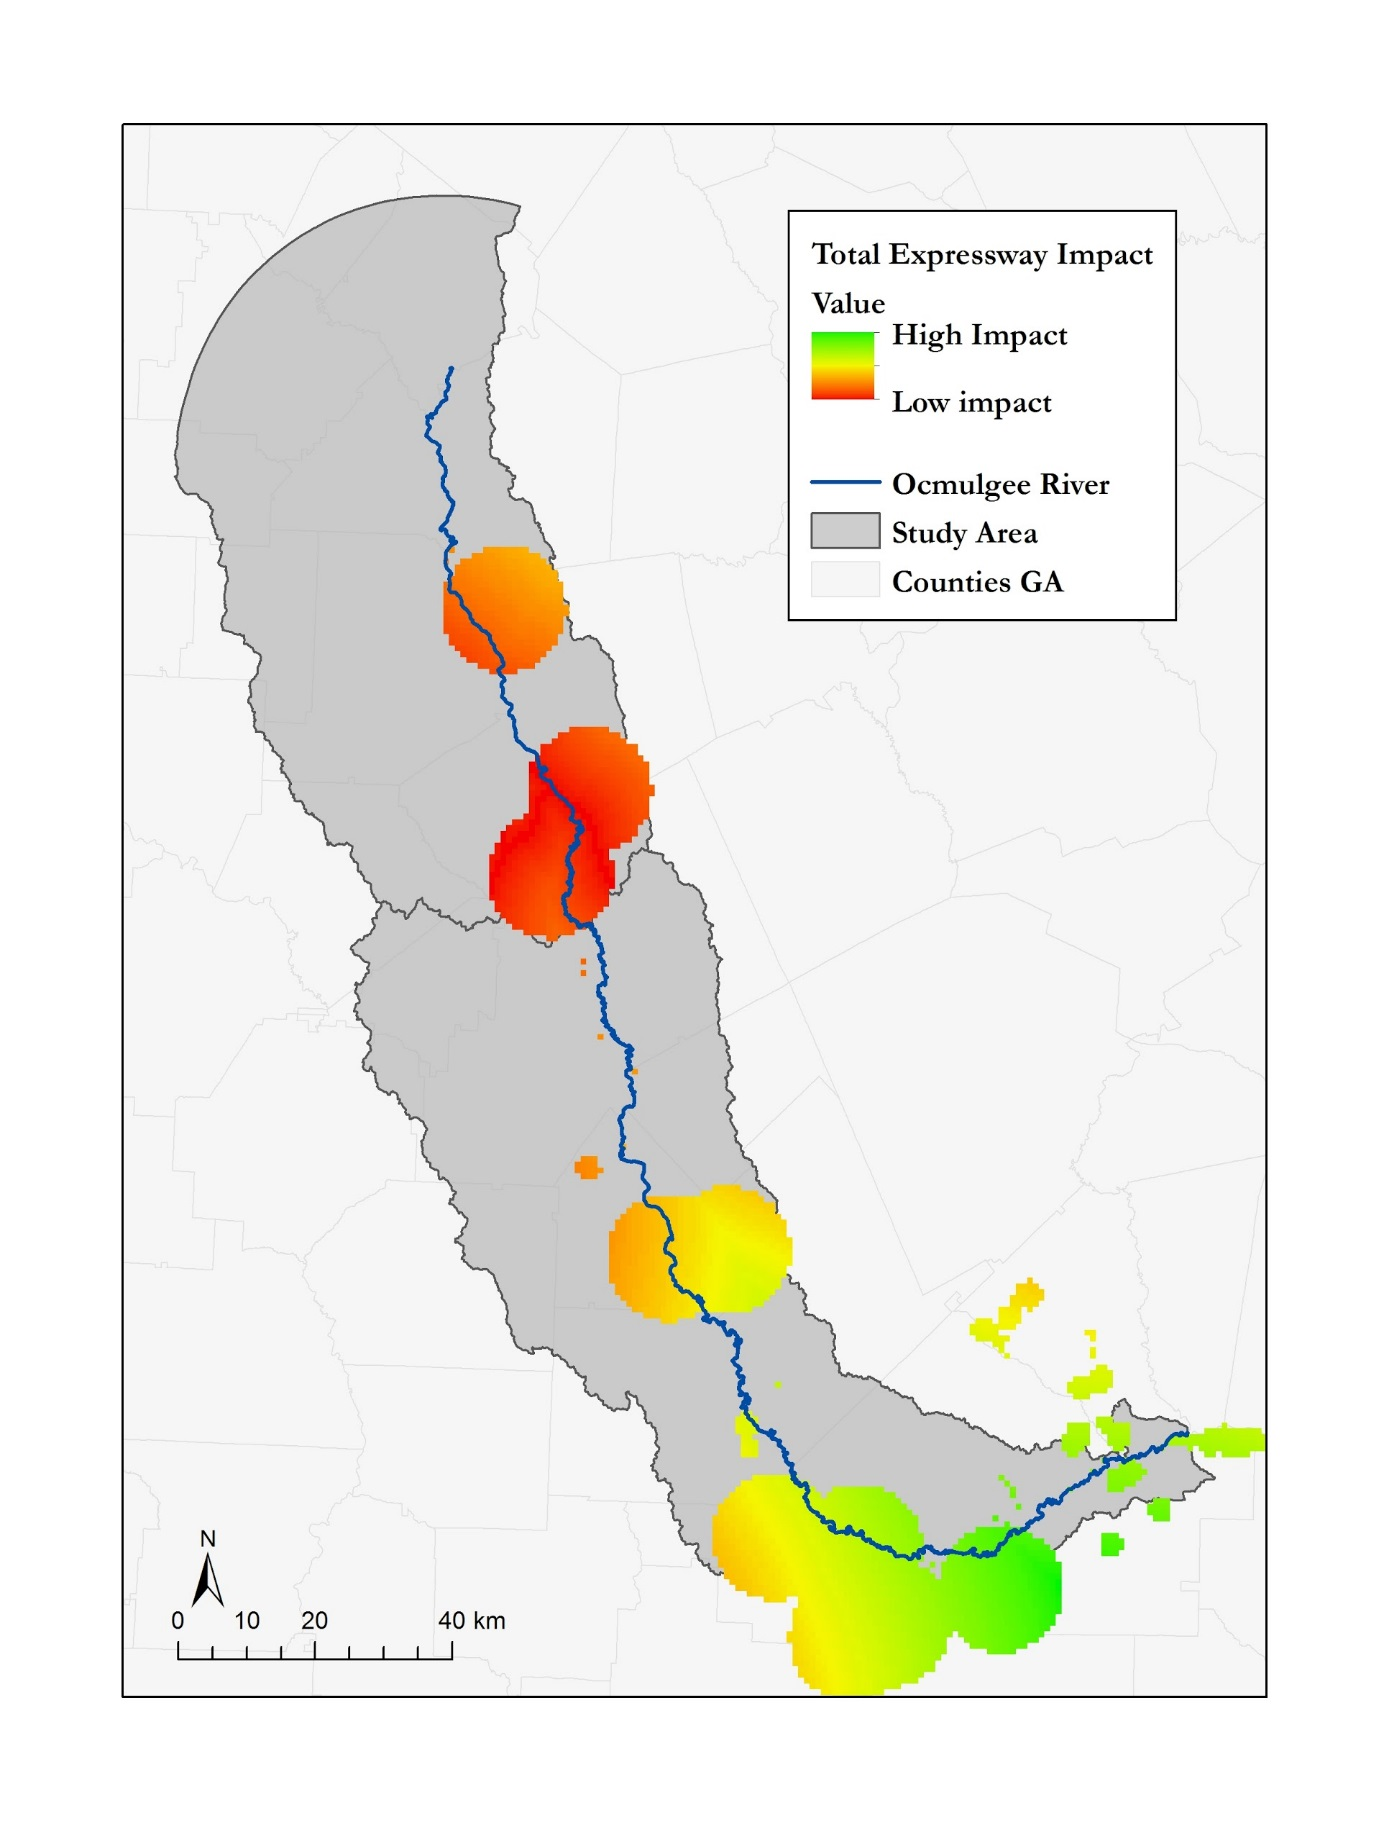 Total Expressway Impact
Value
High Impact
Low impact
Ocmulgee River
Study Area
Counties GA
N
0 10 20 40 km